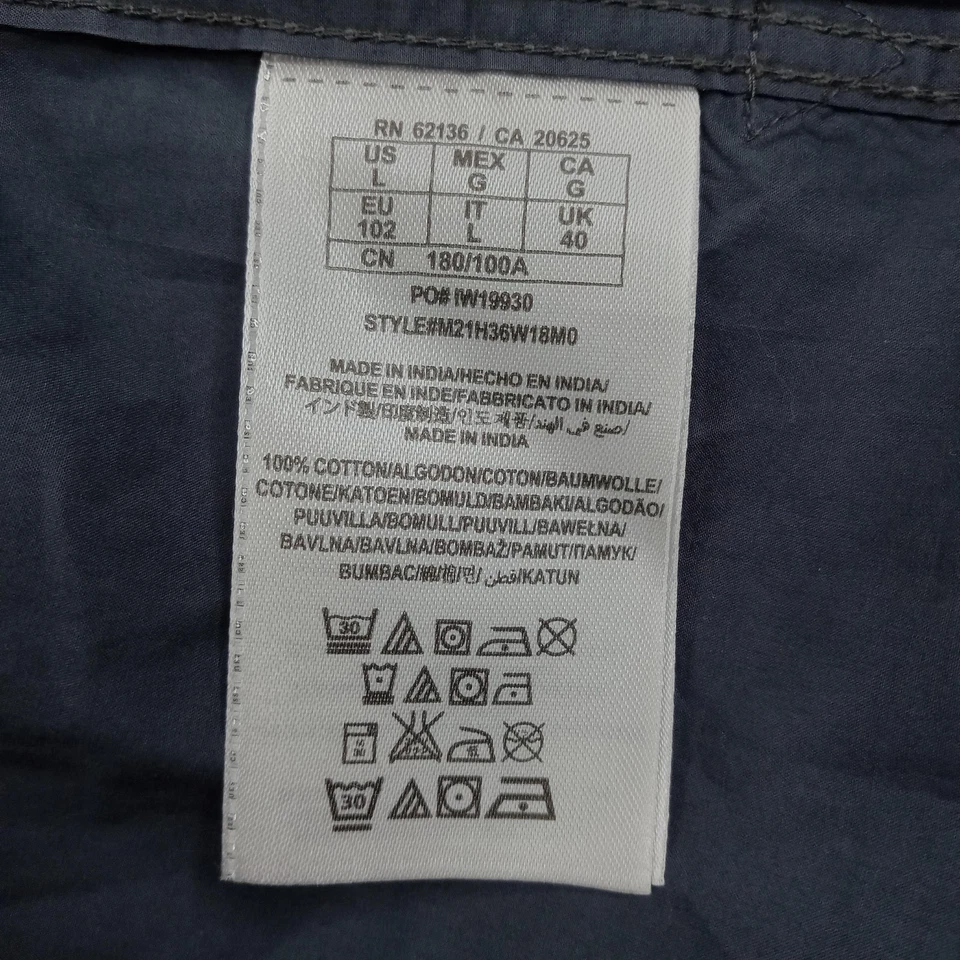 RN 62136 / CA 20625
US MEX CA
L G G
EU IT UK
102 L 40
CN 180/100A
PO# IW19930
STYLE#M21H36W18M0
MADE IN INDIA/HECHO EN INDIA/
FABRIQUE EN INDE/FABBRICATO IN INDIA/
インド製/印度制造/인도 제품/صنع في الهند/
MADE IN INDIA
100% COTTON/ALGODON/COTON/BAUMWOLLE/
COTONE/KATOEN/BOMULD/BAMBAKI/ALGODÃO/
PUUVILLA/BOMULL/PUUVILL/BAWEŁNA/
BAVLNA/BAVLNA/BOMBAŽ/PAMUT/ПАМУК/
BUMBAC/綿/棉/면/قطن/KATUN
30
30